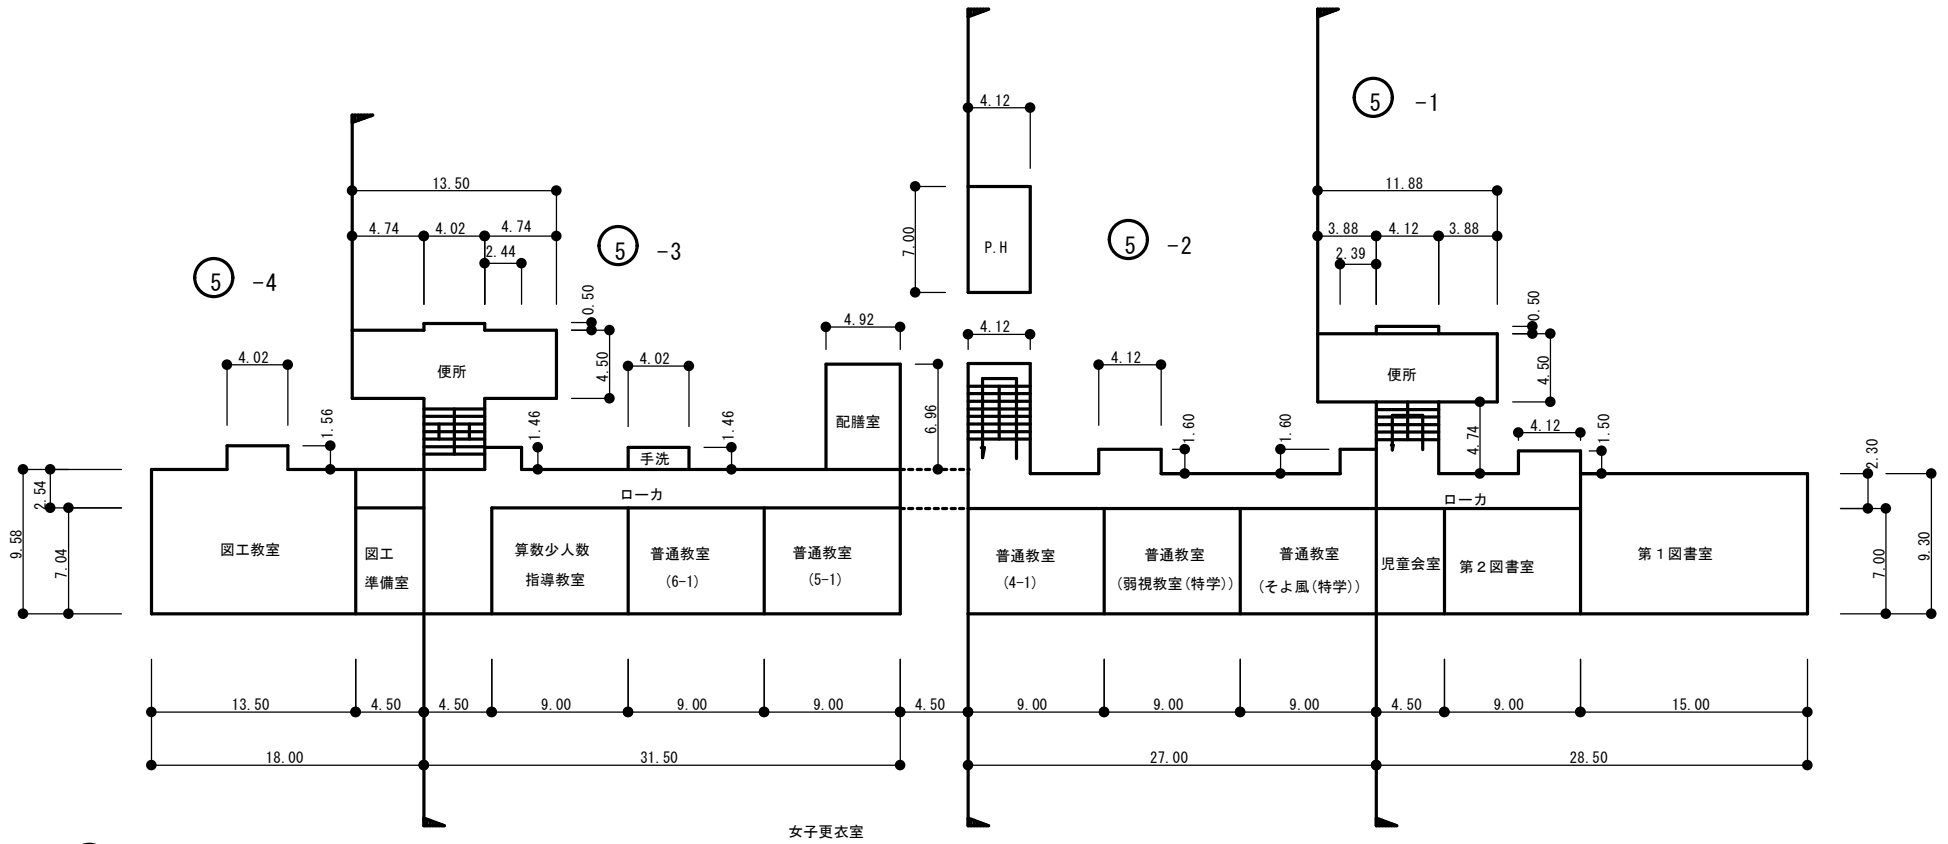 5 -1
4.12
13.50
11.88
4.74 4.02 4.74
5 -3
7.00
P.H
5 -2
3.88 4.12 3.88
2.44
2.39
5 -4
0.50
0.50
4.92
4.12
4.02
便所
4.50
4.02
4.12
便所
4.50
1.56
1.46
1.46
配膳室
6.96
1.60
1.60
4.74
4.12
1.50
2.30
手洗
2.54
ローカ
ローカ
9.58
7.04
図工教室
図工
準備室
算数少人数
指導教室
普通教室
(6-1)
普通教室
(5-1)
普通教室
(4-1)
普通教室
(弱視教室(特学))
普通教室
(そよ風(特学))
児童会室
第2図書室
第1図書室
7.00
9.30
13.50 4.50 4.50 9.00 9.00 9.00 4.50 9.00 9.00 9.00 4.50 9.00 15.00
18.00 31.50 27.00 28.50
女子更衣室